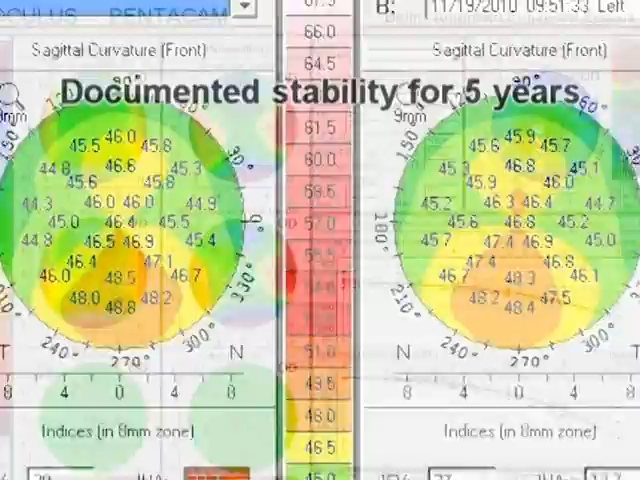 OCULUS - PENTACAM
B: 11/19/2010 09:51:33 Left
Sagittal Curvature (Front)
Sagittal Curvature (Front)
Documented stability for 5 years
9mm
9mm
66.0
64.5
61.5
60.0
57.0
51.0
49.5
48.0
46.5
45.0
46.0
45.5 45.8
44.8 46.6 45.3
45.6 45.8
44.3 46.0 46.0 44.9
45.0 46.4 45.5
44.8 46.5 46.9 45.4
46.4 47.1
46.0 48.5 46.7
48.0 48.2
48.8
210°
240°
270°
300°
330°
T N
8 4 0 4 8
Indices (in 8mm zone)
45.9
45.6 45.7
45.3 46.8 45.1
45.9 46.0
45.2 46.3 46.4 44.7
45.6 46.8 45.2
45.7 47.4 46.9 45.0
47.4 46.8
46.7 48.3 46.1
48.2 47.5
48.4
150°
180°
210°
240°
270°
300°
N
8 4 0 4 8
Indices (in 8mm zone)